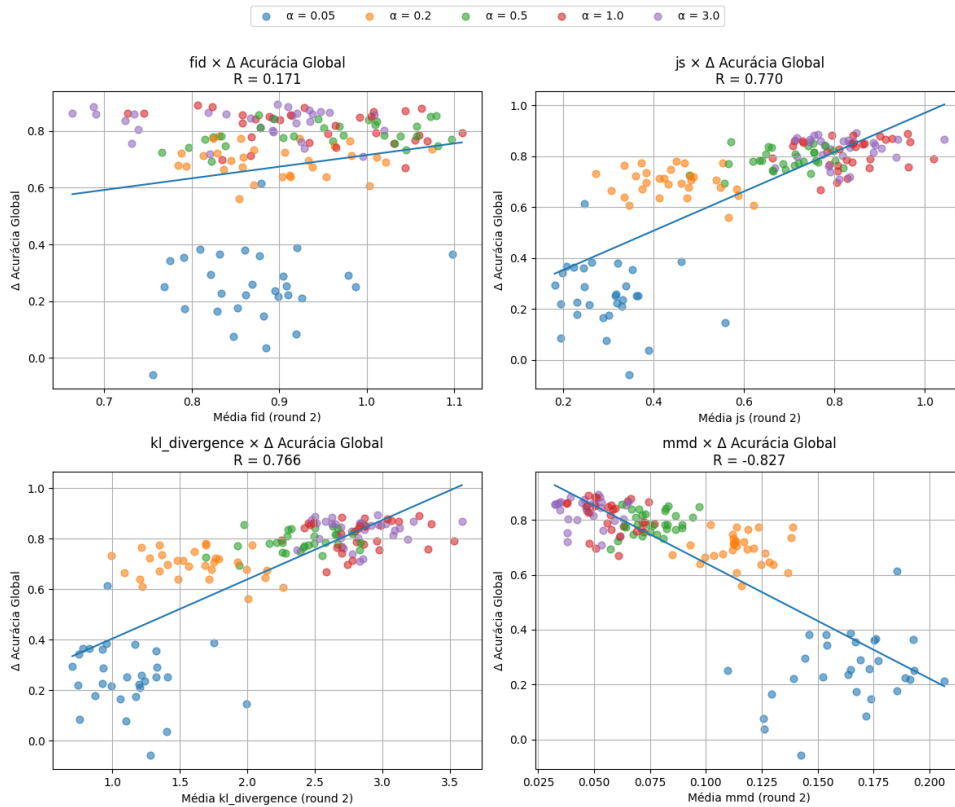 α = 0.05 α = 0.2 α = 0.5 α = 1.0 α = 3.0
fid × Δ Acurácia Global
R = 0.171
0.8
0.6
0.4
0.2
0.0
Δ Acurácia Global
0.7 0.8 0.9 1.0 1.1
Média fid (round 2)
js × Δ Acurácia Global
R = 0.770
1.0
0.8
0.6
0.4
0.2
0.0
Δ Acurácia Global
0.2 0.4 0.6 0.8 1.0
Média js (round 2)
kl_divergence × Δ Acurácia Global
R = 0.766
1.0
0.8
0.6
0.4
0.2
0.0
Δ Acurácia Global
1.0 1.5 2.0 2.5 3.0 3.5
Média kl_divergence (round 2)
mmd × Δ Acurácia Global
R = -0.827
0.8
0.6
0.4
0.2
0.0
Δ Acurácia Global
0.025 0.050 0.075 0.100 0.125 0.150 0.175 0.200
Média mmd (round 2)